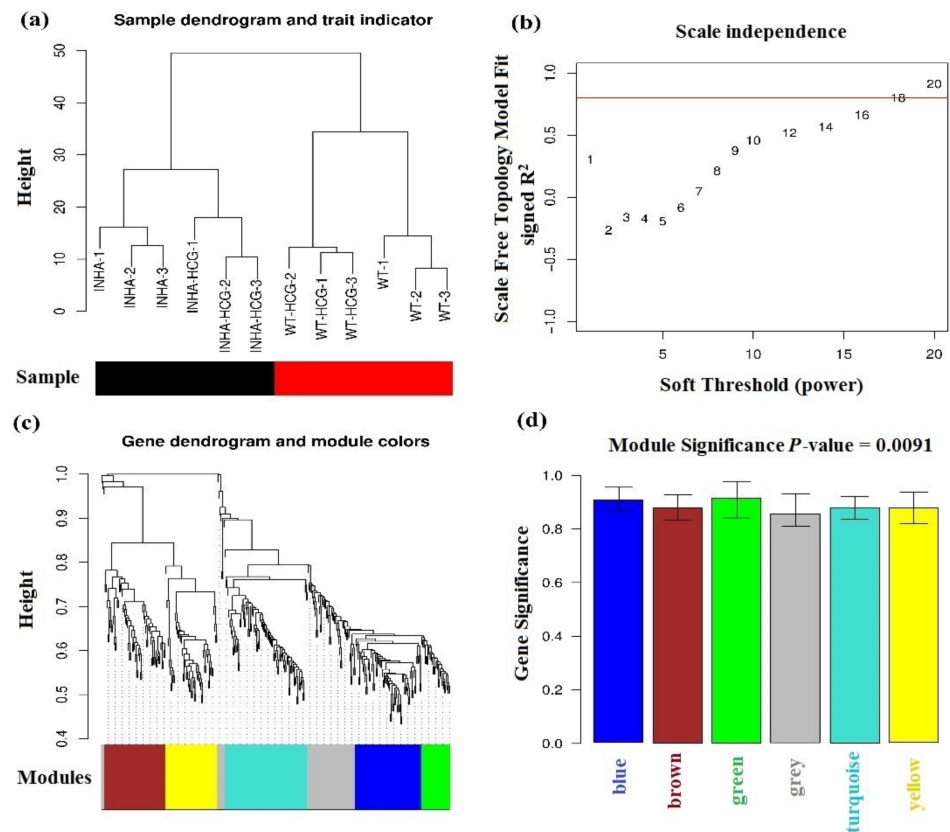 (a)
Sample dendrogram and trait indicator
Height
50
40
30
20
10
0
INHA-1
INHA-2
INHA-3
INHA-HCG-1
INHA-HCG-2
INHA-HCG-3
WT-HCG-2
WT-HCG-1
WT-HCG-3
WT-1
WT-2
WT-3
Sample
(b)
Scale independence
Scale Free Topology Model Fit
signed R²
1.0
0.5
0.0
−0.5
−1.0
1
2
3
4
5
6
7
8
9
10
12
14
16
18
20
5
10
15
20
Soft Threshold (power)
(c)
Gene dendrogram and module colors
Height
1.0
0.9
0.8
0.7
0.6
0.5
0.4
Modules
(d)
Module Significance P-value = 0.0091
Gene Significance
1.0
0.8
0.6
0.4
0.2
0.0
blue
brown
green
grey
turquoise
yellow